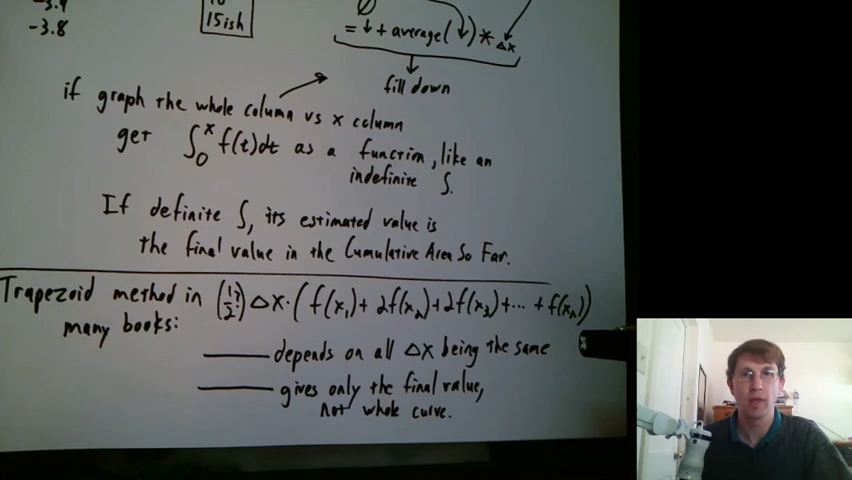 -3.8
15ish
= ↓ + average( ↓ ) * Δx
fill down
if graph the whole column vs x column
get ∫₀ˣ f(t)dt as a function, like an
indefinite ∫.
If definite ∫, its estimated value is
the final value in the Cumulative Area So Far.
Trapezoid method in (½?) Δx · ( f(x₁) + 2f(x₂) + 2f(x₃) + ··· + f(xₙ))
many books:
—— depends on all Δx being the same
—— gives only the final value,
not whole curve.